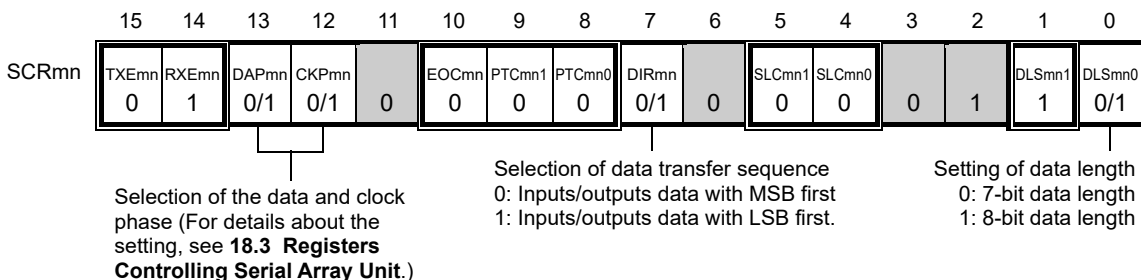 15 14 13 12 11 10 9 8 7 6 5 4 3 2 1 0
SCRmn TXEmn RXEmn DAPmn CKPmn EOCmn PTCmn1 PTCmn0 DIRmn SLCmn1 SLCmn0 DLSmn1 DLSmn0
0 1 0/1 0/1 0 0 0 0 0/1 0 0 0 0 1 1 0/1
Selection of the data and clock
phase (For details about the
setting, see 18.3 Registers
Controlling Serial Array Unit.)
Selection of data transfer sequence
0: Inputs/outputs data with MSB first
1: Inputs/outputs data with LSB first.
Setting of data length
0: 7-bit data length
1: 8-bit data length